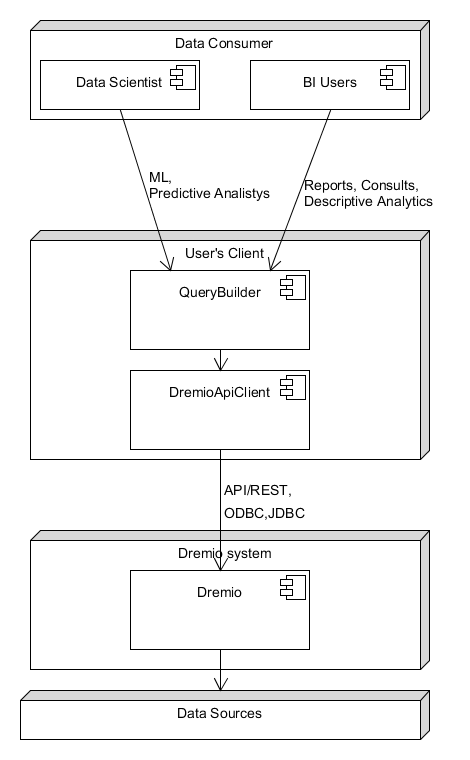 Data Consumer
Data Scientist
BI Users
ML,
Predictive Analistys
Reports, Consults,
Descriptive Analytics
User's Client
QueryBuilder
DremioApiClient
API/REST,
ODBC,JDBC
Dremio system
Dremio
Data Sources